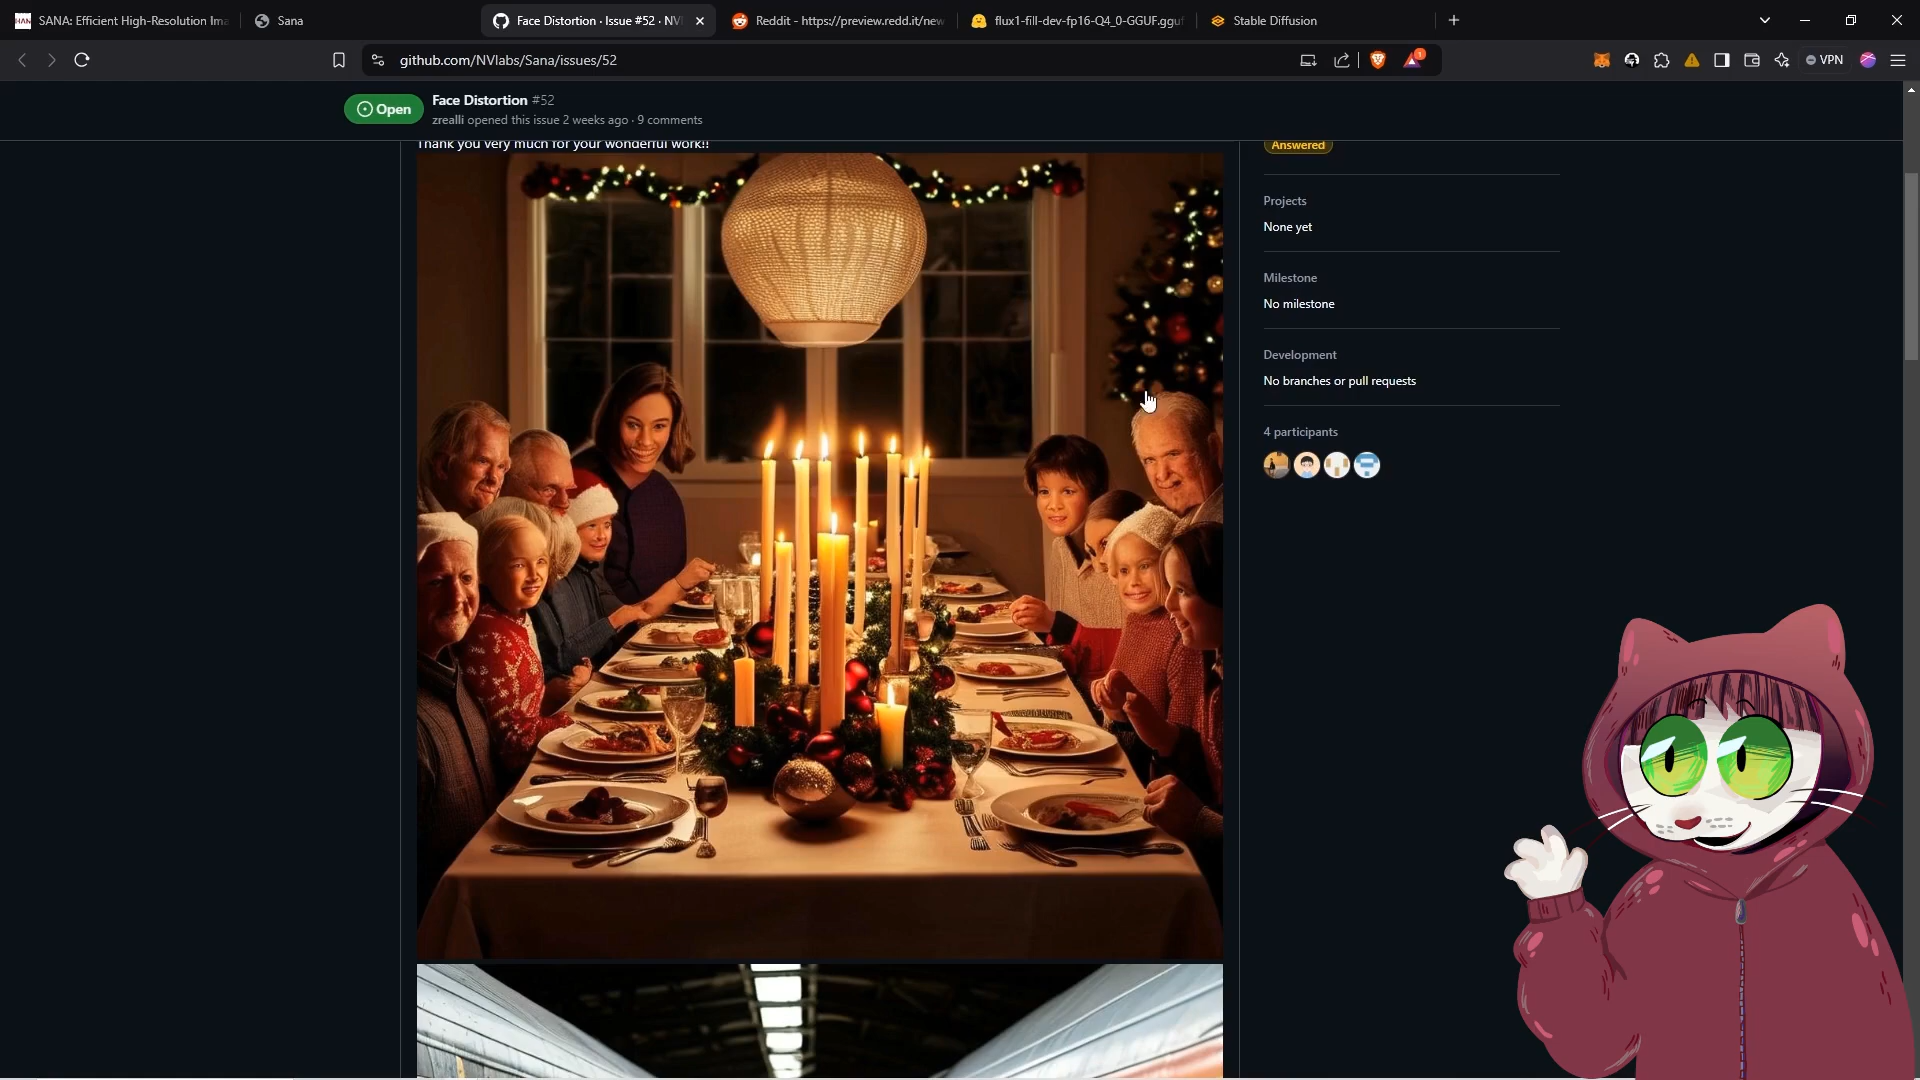 SANA: Efficient High-Resolution Ima
Sana
Face Distortion · Issue #52 · NV
Reddit - https://preview.redd.it/new
flux1-fill-dev-fp16-Q4_0-GGUF.gguf
Stable Diffusion
github.com/NVlabs/Sana/issues/52
1
VPN
Open
Face Distortion #52
zrealli opened this issue 2 weeks ago · 9 comments
Thank you very much for your wonderful work!!
Answered
Projects
None yet
Milestone
No milestone
Development
No branches or pull requests
4 participants